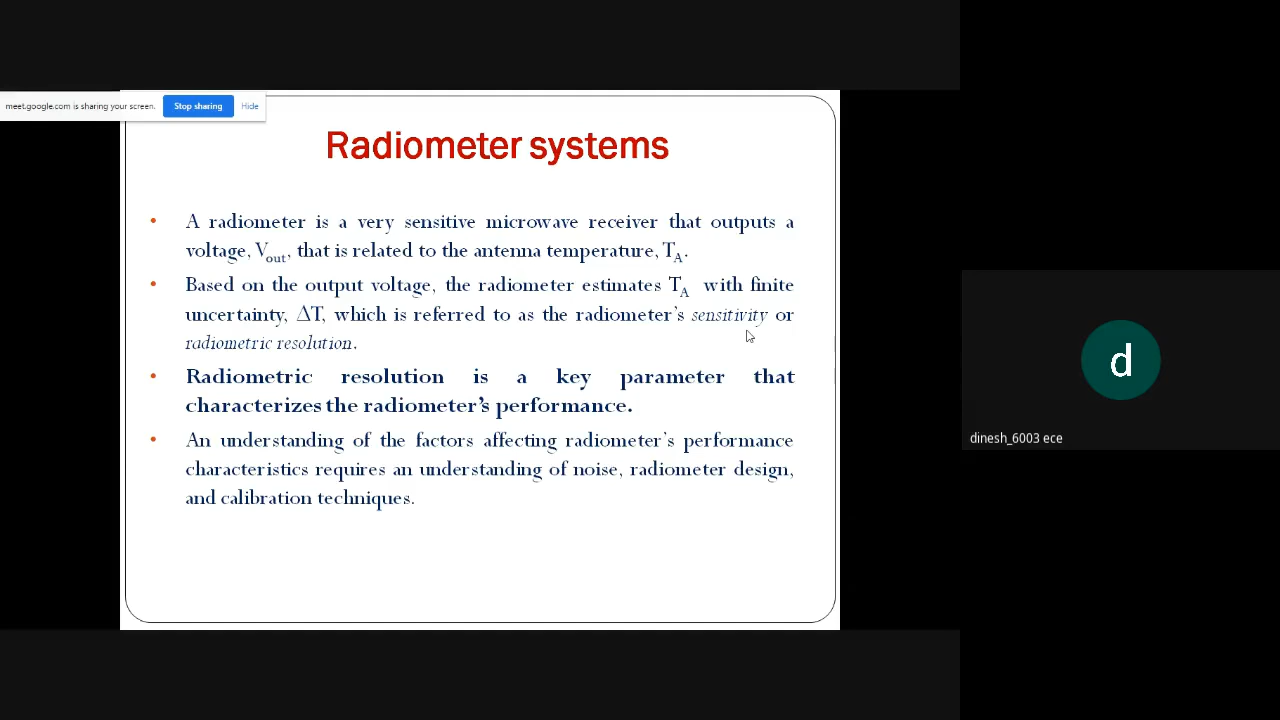 meet.google.com is sharing your screen. Stop sharing Hide
Radiometer systems
• A radiometer is a very sensitive microwave receiver that outputs a
voltage, Vout, that is related to the antenna temperature, TA.
• Based on the output voltage, the radiometer estimates TA with finite
uncertainty, ΔT, which is referred to as the radiometer's sensitivity or
radiometric resolution.
• Radiometric resolution is a key parameter that
characterizes the radiometer's performance.
• An understanding of the factors affecting radiometer's performance
characteristics requires an understanding of noise, radiometer design,
and calibration techniques.
d
dinesh_6003 ece